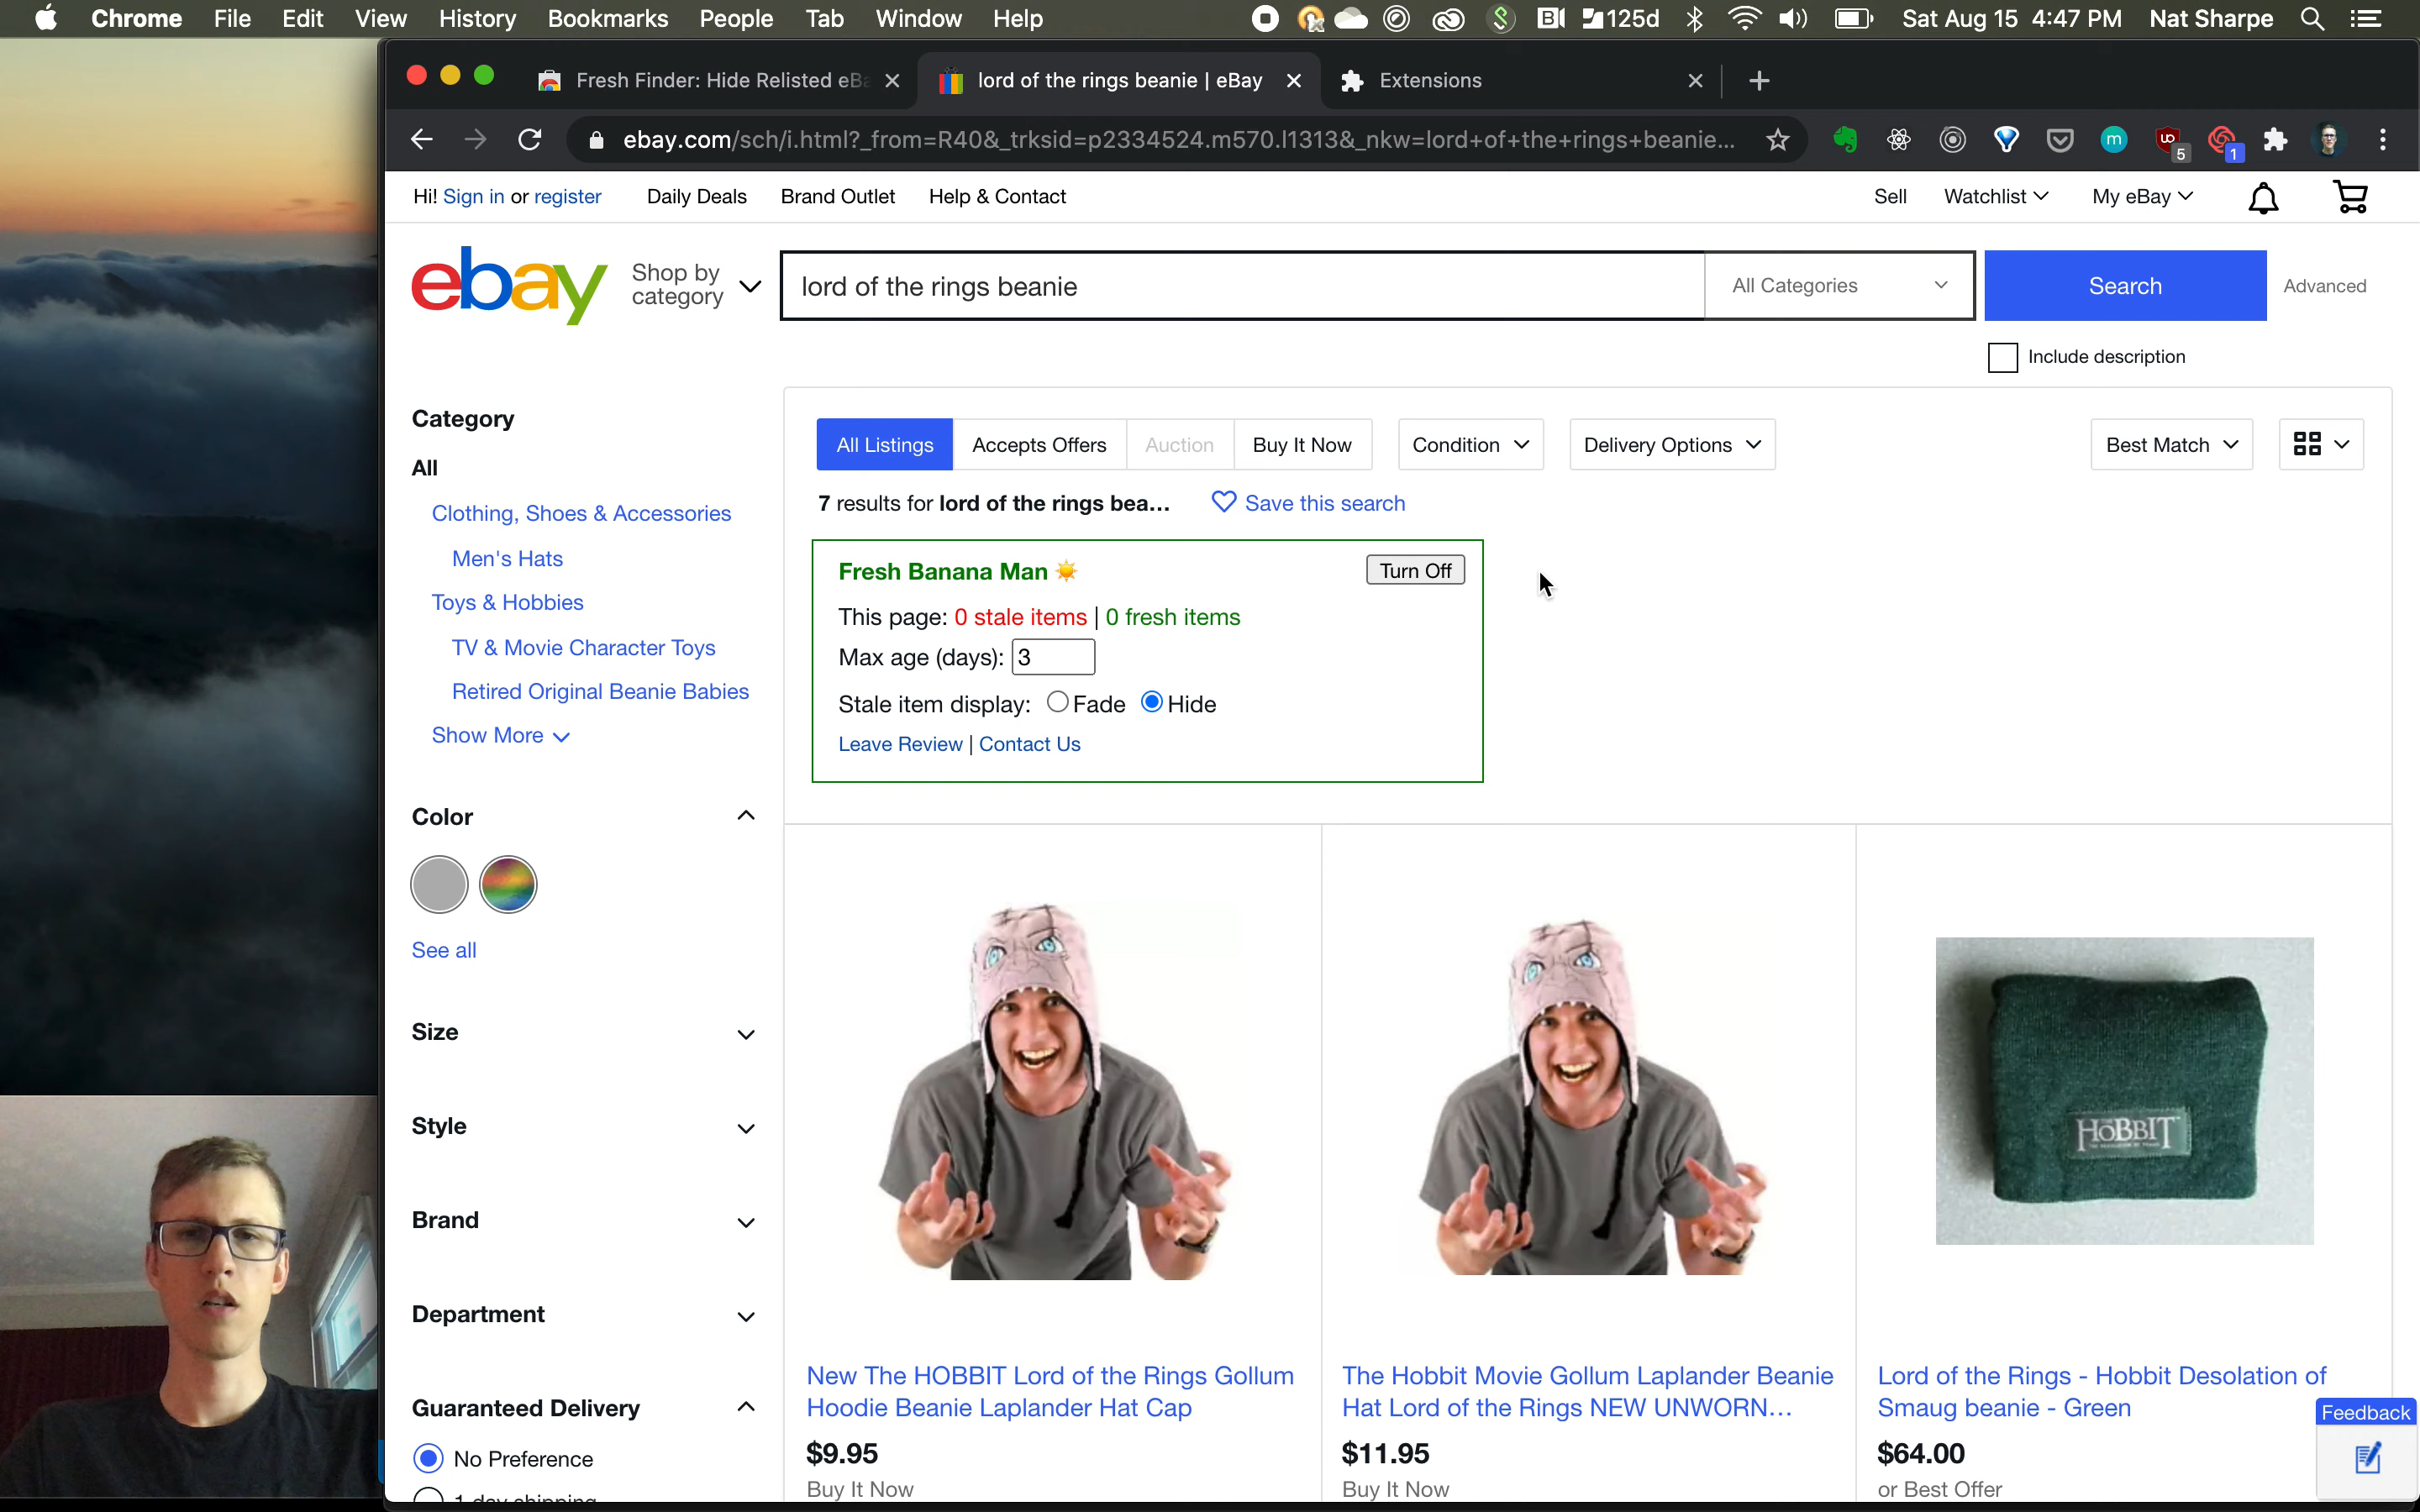 Chrome File Edit View History Bookmarks People Tab Window Help
125d Sat Aug 15 4:47 PM Nat Sharpe
Fresh Finder: Hide Relisted eBa
lord of the rings beanie | eBay
Extensions
ebay.com/sch/i.html?_from=R40&_trksid=p2334524.m570.l1313&_nkw=lord+of+the+rings+beanie...
m
5
1
Hi! Sign in or register Daily Deals Brand Outlet Help & Contact
Sell Watchlist My eBay
ebay
Shop by
category
lord of the rings beanie
All Categories
Search
Advanced
Include description
Category
All
Clothing, Shoes & Accessories
Men's Hats
Toys & Hobbies
TV & Movie Character Toys
Retired Original Beanie Babies
Show More
Color
See all
Size
Style
Brand
Department
Guaranteed Delivery
No Preference
1 day shipping
All Listings Accepts Offers Auction Buy It Now Condition Delivery Options
Best Match
7 results for lord of the rings bea... Save this search
Fresh Banana Man
Turn Off
This page: 0 stale items | 0 fresh items
Max age (days): 3
Stale item display: Fade Hide
Leave Review | Contact Us
HOBBIT
New The HOBBIT Lord of the Rings Gollum
Hoodie Beanie Laplander Hat Cap
$9.95
Buy It Now
The Hobbit Movie Gollum Laplander Beanie
Hat Lord of the Rings NEW UNWORN...
$11.95
Buy It Now
Lord of the Rings - Hobbit Desolation of
Smaug beanie - Green
$64.00
or Best Offer
Feedback